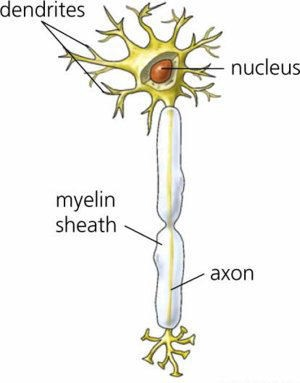 dendrites
nucleus
myelin
sheath
axon